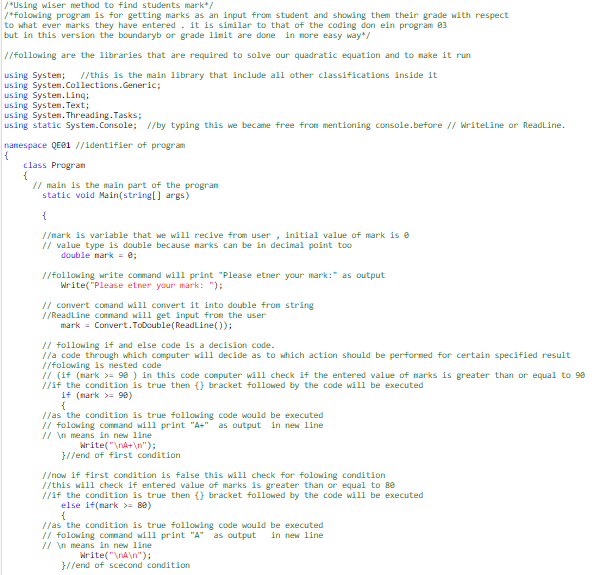 /*Using wiser method to find students mark*/
/*folowing program is for getting marks as an input from student and showing them their grade with respect
to what ever marks they have entered . it is similar to that of the coding don ein program 03
but in this version the boundaryb or grade limit are done  in more easy way*/
//following are the libraries that are required to solve our quadratic equation and to make it run
using System;   //this is the main library that include all other classifications inside it
using System.Collections.Generic;
using System.Linq;
using System.Text;
using System.Threading.Tasks;
using static System.Console;  //by typing this we became free from mentioning console.before // WriteLine or ReadLine.
namespace QE01 //identifier of program
{
class Program
{
// main is the main part of the program
static void Main(string[] args)
{
//mark is variable that we will recive from user , initial value of mark is 0
// value type is double because marks can be in decimal point too
double mark = 0;
//following write command will print "Please etner your mark:" as output
Write("Please etner your mark: ");
// convert comand will convert it into double from string
//ReadLine command will get input from the user
mark = Convert.ToDouble(ReadLine());
// following if and else code is a decision code.
//a code through which computer will decide as to which action should be performed for certain specified result
//folowing is nested code
// (if (mark >= 90 ) in this code computer will check if the entered value of marks is greater than or equal to 90
//if the condition is true then {} bracket followed by the code will be executed
if (mark >= 90)
{
//as the condition is true following code would be executed
// folowing command will print "A+"  as output  in new line
// \n means in new line
Write("\nA+\n");
}//end of first condition
//now if first condition is false this will check for folowing condition
//this will check if entered value of marks is greater than or equal to 80
//if the condition is true then {} bracket followed by the code will be executed
else if(mark >= 80)
{
//as the condition is true following code would be executed
// folowing command will print "A"  as output   in new line
// \n means in new line
Write("\nA\n");
}//end of scecond condition